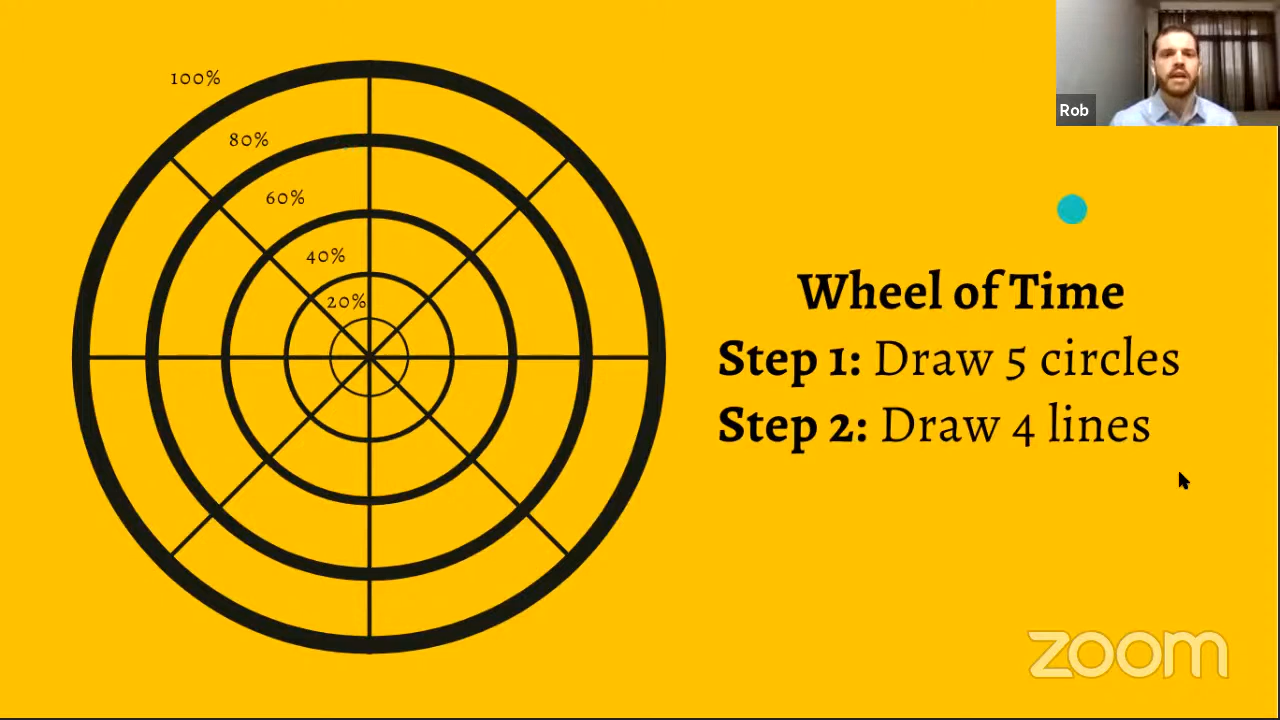 100%
80%
60%
40%
20%
Rob
Wheel of Time
Step 1: Draw 5 circles
Step 2: Draw 4 lines
zoom